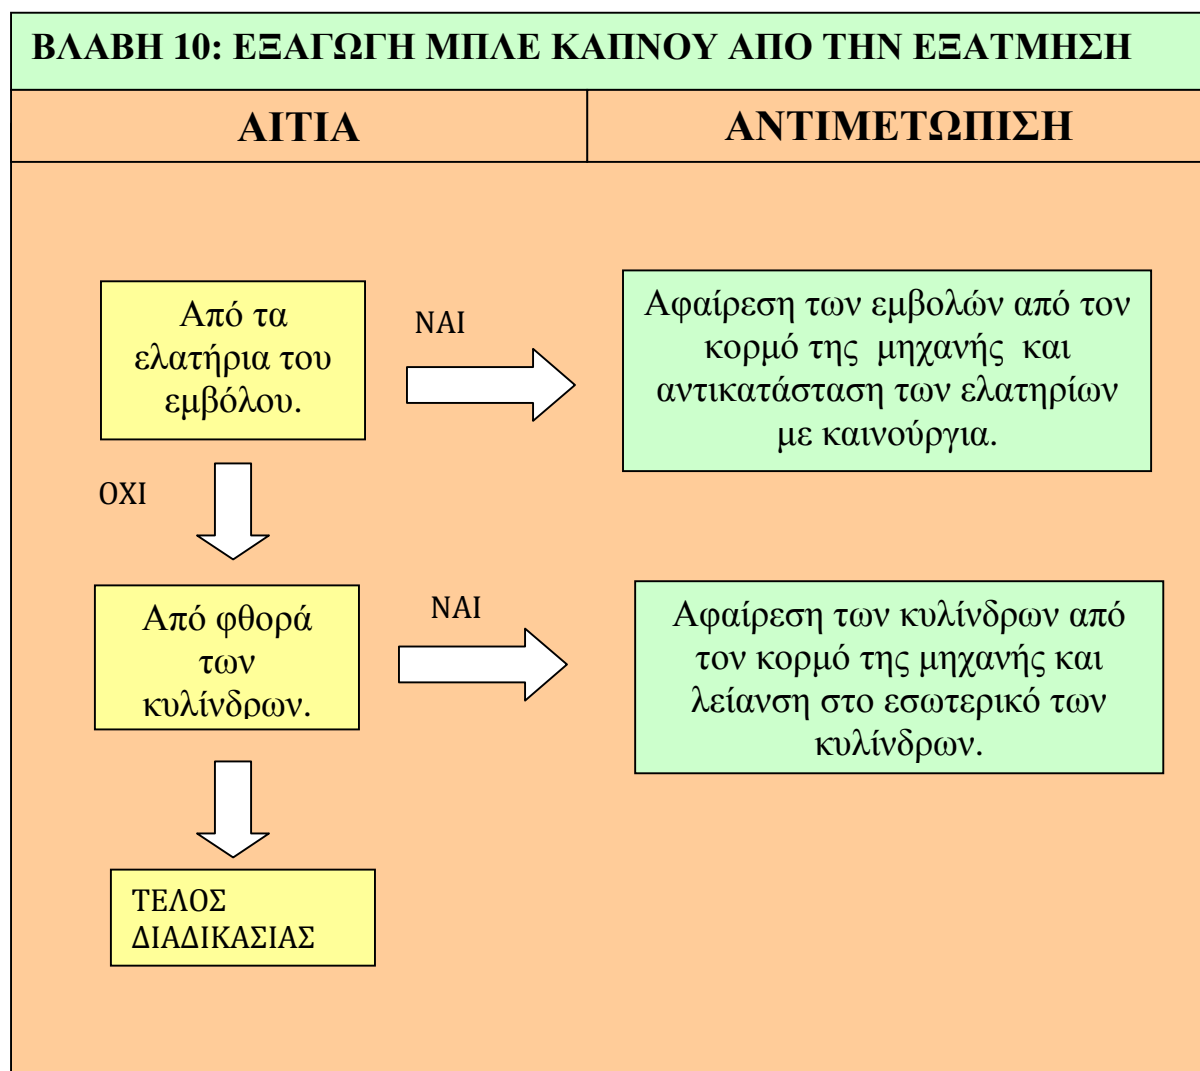 ΒΛΑΒΗ 10: ΕΞΑΓΩΓΗ ΜΠΛΕ ΚΑΠΝΟΥ ΑΠΟ ΤΗΝ ΕΞΑΤΜΗΣΗ
ΑΙΤΙΑ
ΑΝΤΙΜΕΤΩΠΙΣΗ
Από τα
ελατήρια του
εμβόλου.
ΝΑΙ
Αφαίρεση των εμβολών από τον
κορμό της μηχανής και
αντικατάσταση των ελατηρίων
με καινούργια.
ΟΧΙ
Από φθορά
των
κυλίνδρων.
ΝΑΙ
Αφαίρεση των κυλίνδρων από
τον κορμό της μηχανής και
λείανση στο εσωτερικό των
κυλίνδρων.
ΤΕΛΟΣ
ΔΙΑΔΙΚΑΣΙΑΣ